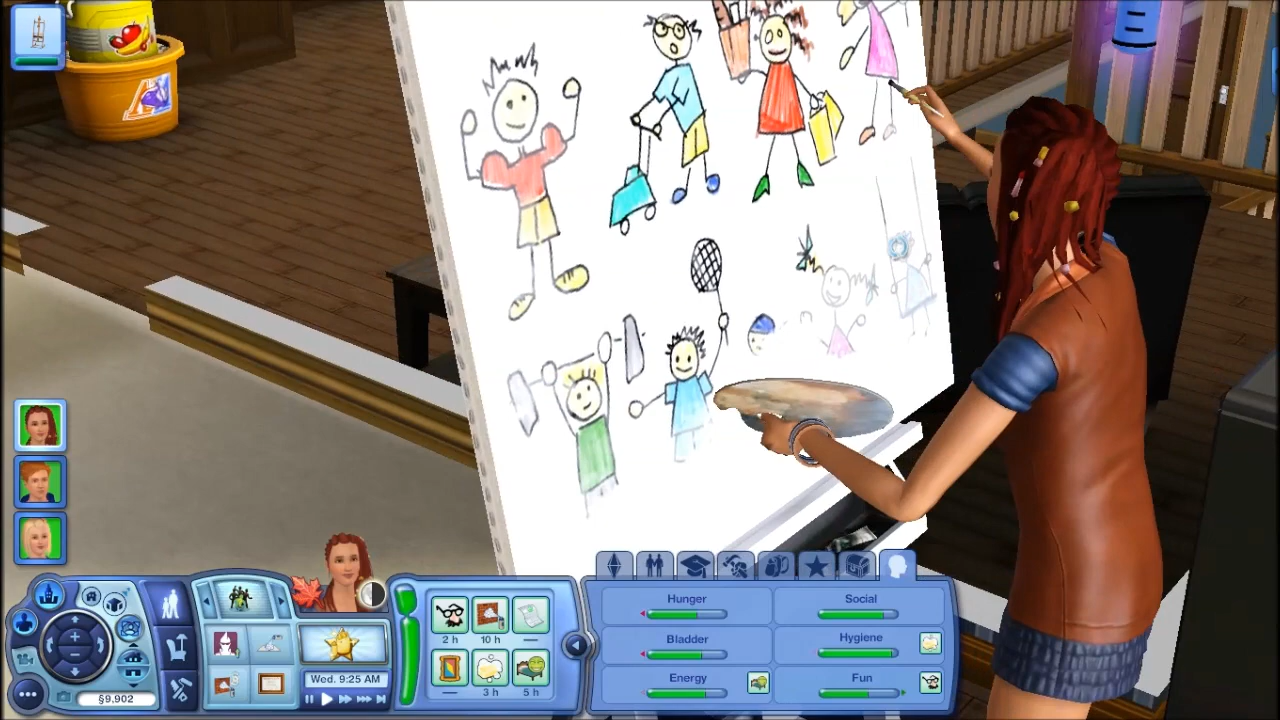 Hunger
Social
2 h
10 h
Bladder
Hygiene
Energy
Fun
3 h
5 h
Wed. 9:25 AM
§9,902